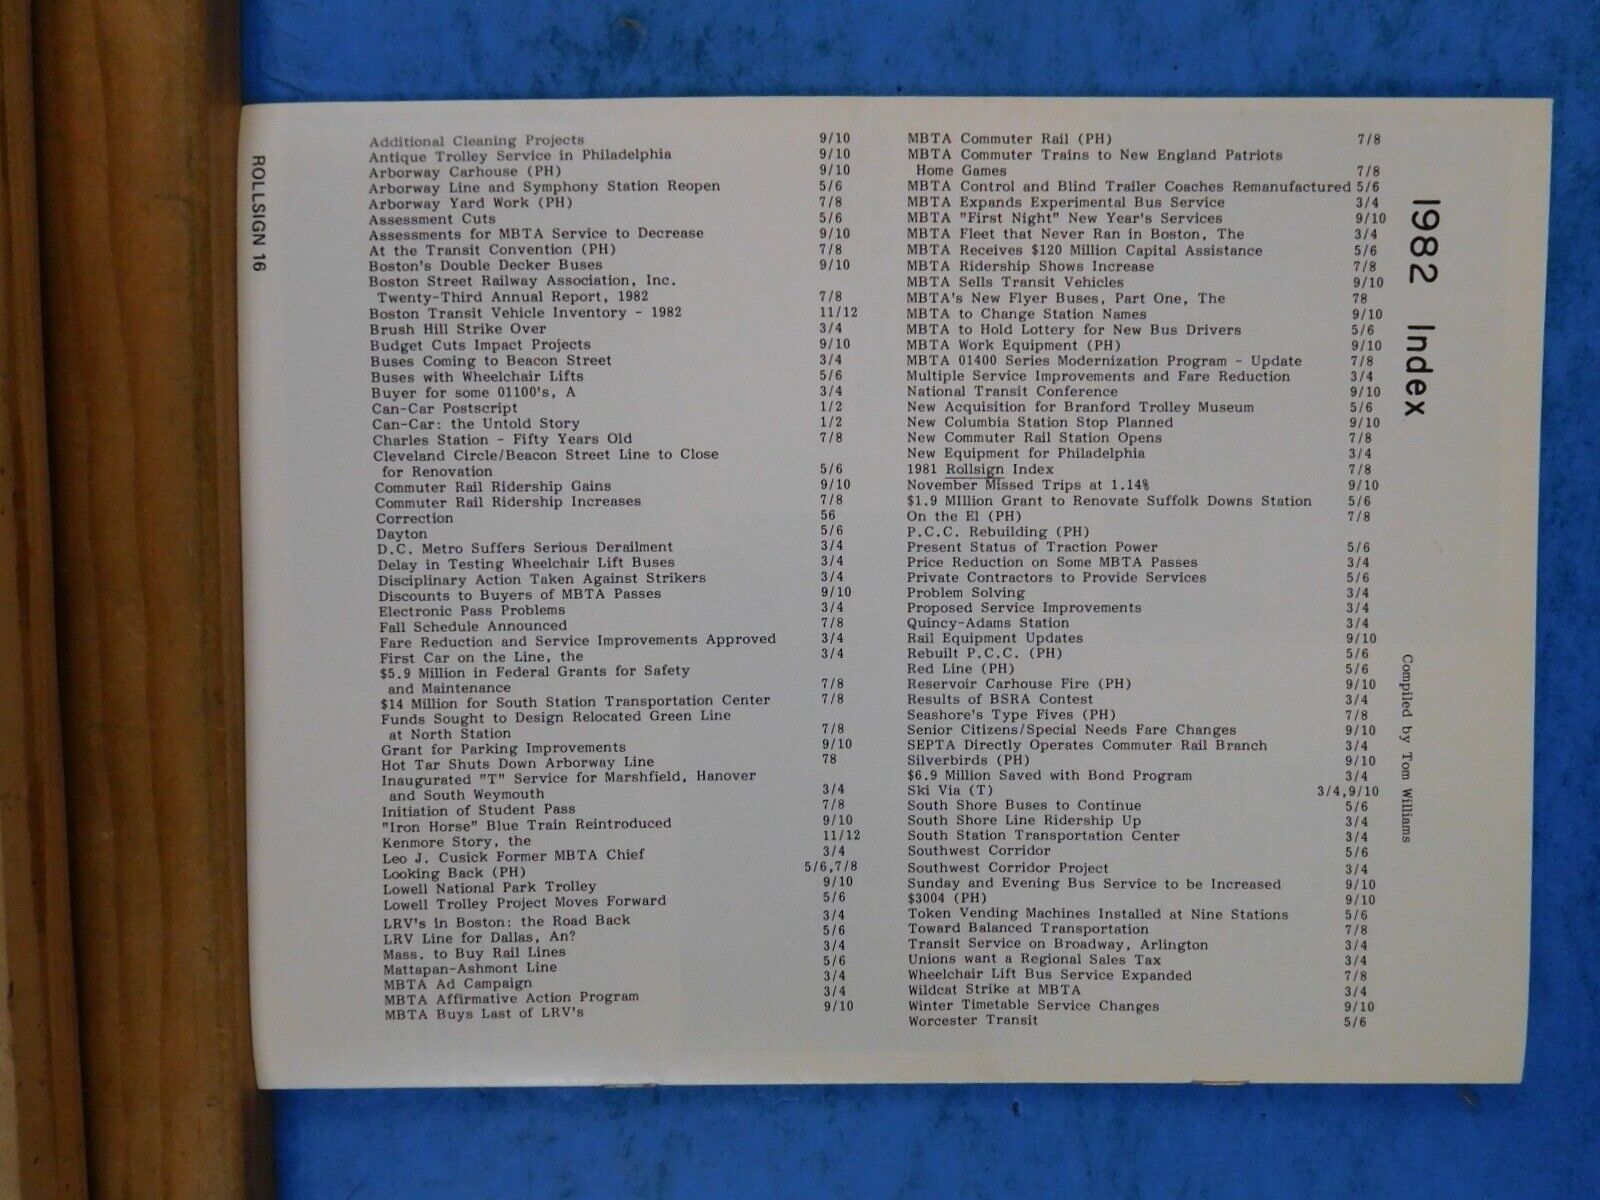 1982 Index
Compiled by Tom Williams
Additional Cleaning Projects 9/10
Antique Trolley Service in Philadelphia 9/10
Arborway Carhouse (PH) 9/10
Arborway Line and Symphony Station Reopen 5/6
Arborway Yard Work (PH) 7/8
Assessment Cuts 5/6
Assessments for MBTA Service to Decrease 9/10
At the Transit Convention (PH) 7/8
Boston's Double Decker Buses 9/10
Boston Street Railway Association, Inc.
Twenty-Third Annual Report, 1982 7/8
Boston Transit Vehicle Inventory - 1982 11/12
Brush Hill Strike Over 3/4
Budget Cuts Impact Projects 9/10
Buses Coming to Beacon Street 3/4
Buses with Wheelchair Lifts 5/6
Buyer for some 01100's, A 3/4
Can-Car Postscript 1/2
Can-Car: the Untold Story 1/2
Charles Station - Fifty Years Old 7/8
Cleveland Circle/Beacon Street Line to Close
for Renovation 5/6
Commuter Rail Ridership Gains 9/10
Commuter Rail Ridership Increases 7/8
Correction 56
Dayton 5/6
D.C. Metro Suffers Serious Derailment 3/4
Delay in Testing Wheelchair Lift Buses 3/4
Disciplinary Action Taken Against Strikers 3/4
Discounts to Buyers of MBTA Passes 9/10
Electronic Pass Problems 3/4
Fall Schedule Announced 7/8
Fare Reduction and Service Improvements Approved 3/4
First Car on the Line, the 3/4
$5.9 Million in Federal Grants for Safety
and Maintenance 7/8
$14 Million for South Station Transportation Center 7/8
Funds Sought to Design Relocated Green Line
at North Station 7/8
Grant for Parking Improvements 9/10
Hot Tar Shuts Down Arborway Line 78
Inaugurated "T" Service for Marshfield, Hanover
and South Weymouth 3/4
Initiation of Student Pass 7/8
"Iron Horse" Blue Train Reintroduced 9/10
Kenmore Story, the 11/12
Leo J. Cusick Former MBTA Chief 3/4
Looking Back (PH) 5/6,7/8
Lowell National Park Trolley 9/10
Lowell Trolley Project Moves Forward 5/6
LRV's in Boston: the Road Back 3/4
LRV Line for Dallas, An? 5/6
Mass. to Buy Rail Lines 3/4
Mattapan-Ashmont Line 5/6
MBTA Ad Campaign 3/4
MBTA Affirmative Action Program 3/4
MBTA Buys Last of LRV's 9/10
MBTA Commuter Rail (PH) 7/8
MBTA Commuter Trains to New England Patriots
Home Games 7/8
MBTA Control and Blind Trailer Coaches Remanufactured 5/6
MBTA Expands Experimental Bus Service 3/4
MBTA "First Night" New Year's Services 9/10
MBTA Fleet that Never Ran in Boston, The 3/4
MBTA Receives $120 Million Capital Assistance 5/6
MBTA Ridership Shows Increase 7/8
MBTA Sells Transit Vehicles 9/10
MBTA's New Flyer Buses, Part One, The 78
MBTA to Change Station Names 9/10
MBTA to Hold Lottery for New Bus Drivers 5/6
MBTA Work Equipment (PH) 9/10
MBTA 01400 Series Modernization Program - Update 7/8
Multiple Service Improvements and Fare Reduction 3/4
National Transit Conference 9/10
New Acquisition for Branford Trolley Museum 5/6
New Columbia Station Stop Planned 9/10
New Commuter Rail Station Opens 7/8
New Equipment for Philadelphia 3/4
1981 Rollsign Index 7/8
November Missed Trips at 1.14% 9/10
$1.9 MIllion Grant to Renovate Suffolk Downs Station 5/6
On the El (PH) 7/8
P.C.C. Rebuilding (PH)
Present Status of Traction Power 5/6
Price Reduction on Some MBTA Passes 3/4
Private Contractors to Provide Services 5/6
Problem Solving 3/4
Proposed Service Improvements 3/4
Quincy-Adams Station 3/4
Rail Equipment Updates 9/10
Rebuilt P.C.C. (PH) 5/6
Red Line (PH) 5/6
Reservoir Carhouse Fire (PH) 9/10
Results of BSRA Contest 3/4
Seashore's Type Fives (PH) 7/8
Senior Citizens/Special Needs Fare Changes 9/10
SEPTA Directly Operates Commuter Rail Branch 3/4
Silverbirds (PH) 9/10
$6.9 Million Saved with Bond Program 3/4
Ski Via (T) 3/4,9/10
South Shore Buses to Continue 5/6
South Shore Line Ridership Up 3/4
South Station Transportation Center 3/4
Southwest Corridor 5/6
Southwest Corridor Project 3/4
Sunday and Evening Bus Service to be Increased 9/10
$3004 (PH) 9/10
Token Vending Machines Installed at Nine Stations 5/6
Toward Balanced Transportation 7/8
Transit Service on Broadway, Arlington 3/4
Unions want a Regional Sales Tax 3/4
Wheelchair Lift Bus Service Expanded 7/8
Wildcat Strike at MBTA 3/4
Winter Timetable Service Changes 9/10
Worcester Transit 5/6
ROLLSIGN 16